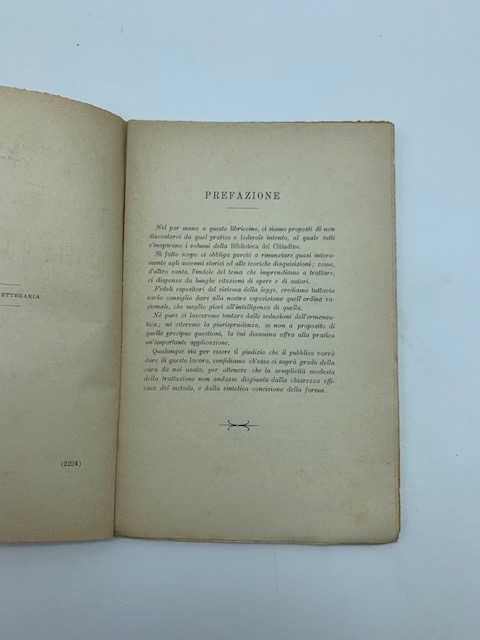 ETTERARIA
(2224)
PREFAZIONE
Nel por mano a questo libriccino, ci siamo proposti di non
discostarci da quel pratico e lodevole intento, al quale tutti
s'inspirono i volumi della Biblioteca del Cittadino.
Sì fatto scopo ci obbliga perciò a rinunziare quasi intera-
mente agli accenni storici ed alle teoriche disquisizioni; come,
d'altro canto, l'indole del tema che imprendiamo a trattare,
ci dispensa da lunghe citazioni di opere e di autori.
Fedeli espositori del sistema della legge, crediamo tuttavia
savio consiglio dare alla nostra esposizione quell'ordine ra-
zionale, che meglio giovi all'intelligenza di quella.
Nè pure ci lasceremo tentare dalle seduzioni dell'ermeneu-
tica; nè citeremo la giurisprudenza, se non a proposito di
quelle precipue questioni, la cui disamina offra alla pratica
un'importante applicazione.
Qualunque sia per essere il giudizio che il pubblico vorrà
dare di questo lavoro, confidiamo ch'esso ci saprà grado della
cura da noi usata, per ottenere che la semplicità modesta
della trattazione non andasse disgiunta dalla chiarezza effi-
cace del metodo, e dalla sintetica concisione della forma.